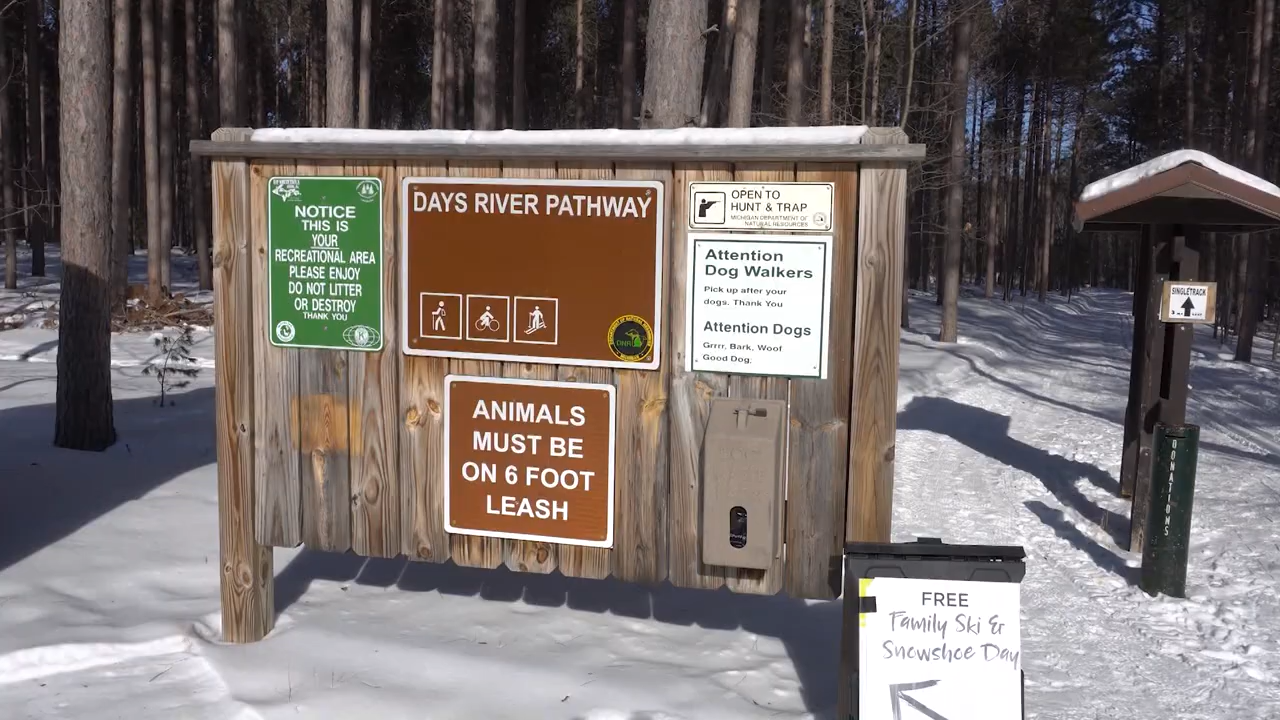 NOTICE
THIS IS
YOUR
RECREATIONAL AREA
PLEASE ENJOY
DO NOT LITTER
OR DESTROY
THANK YOU
DAYS RIVER PATHWAY
DNR
ANIMALS
MUST BE
ON 6 FOOT
LEASH
OPEN TO
HUNT & TRAP
MICHIGAN DEPARTMENT OF
NATURAL RESOURCES
Attention
Dog Walkers
Pick up after your
dogs. Thank You
Attention Dogs
Grrrr, Bark, Woof
Good Dog.
SINGLETRACK
DONATIONS
FREE
Family Ski &
Snowshoe Day